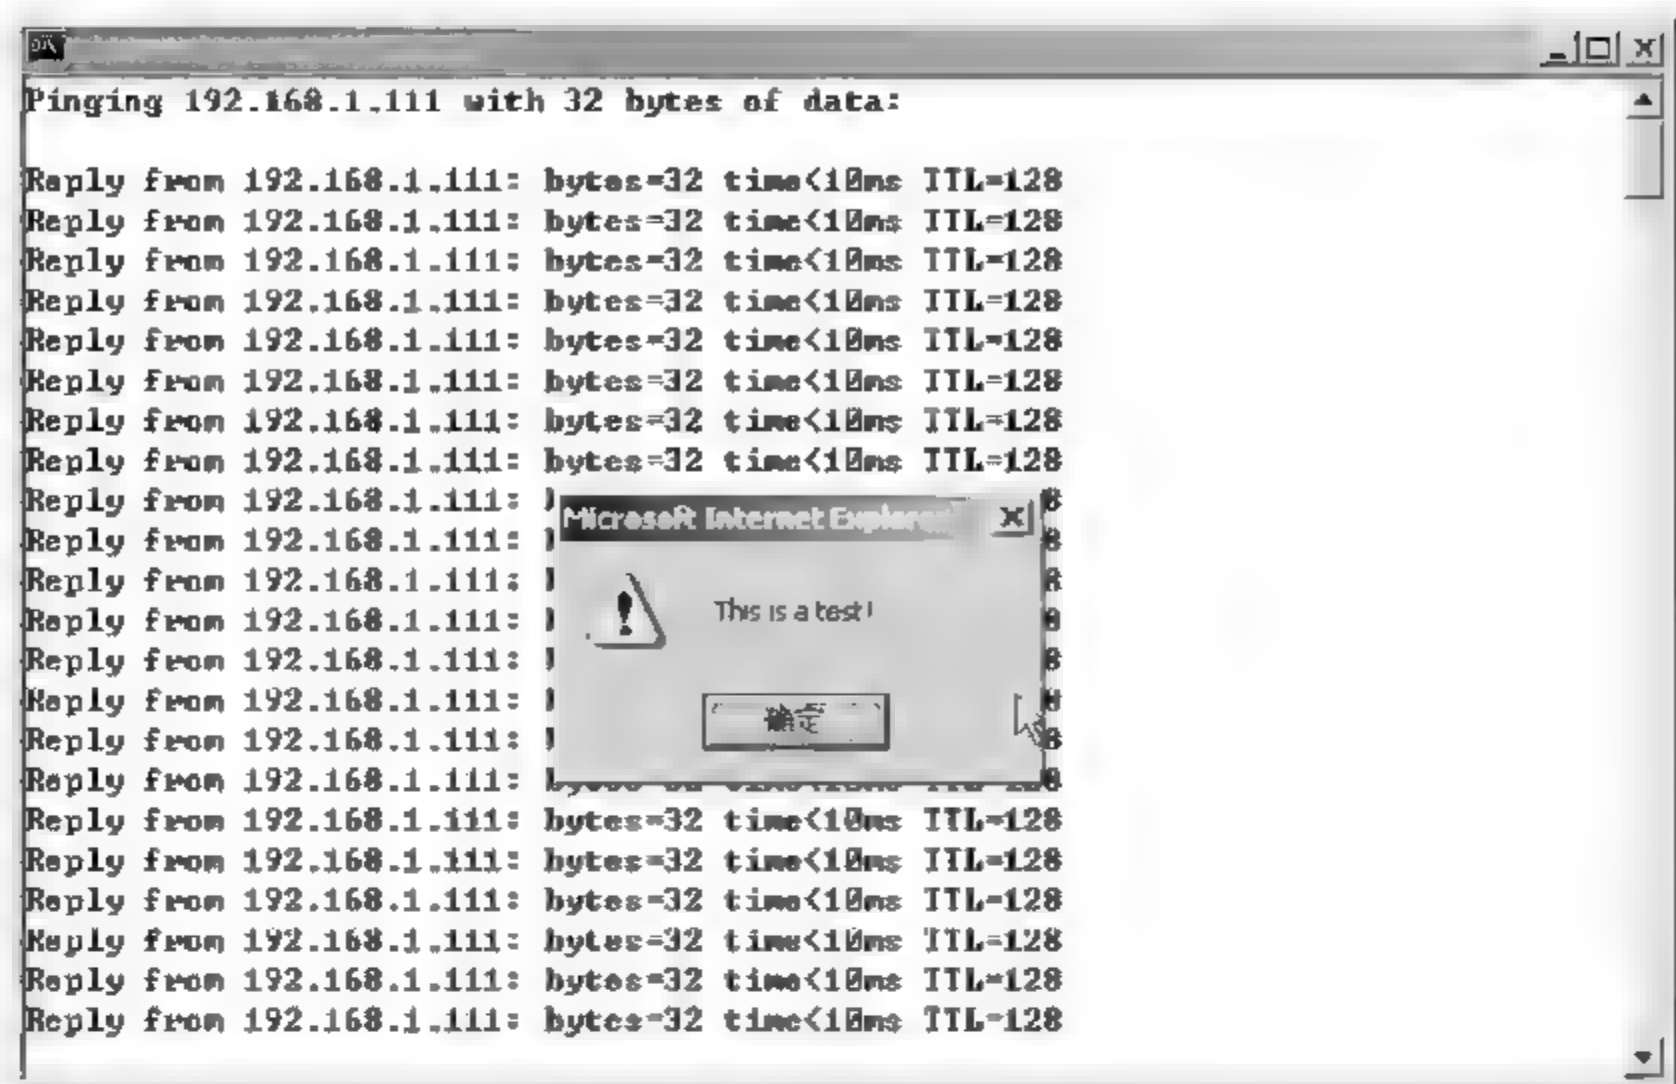 Pinging 192.168.1.111 with 32 bytes of data:
Reply from 192.168.1.111: bytes=32 time<10ms TTL=128
Reply from 192.168.1.111: bytes=32 time<10ms TTL=128
Reply from 192.168.1.111: bytes=32 time<10ms TTL=128
Reply from 192.168.1.111: bytes=32 time<10ms TTL=128
Reply from 192.168.1.111: bytes=32 time<10ms TTL=128
Reply from 192.168.1.111: bytes=32 time<10ms TTL=128
Reply from 192.168.1.111: bytes=32 time<10ms TTL=128
Reply from 192.168.1.111: bytes=32 time<10ms TTL=128
Reply from 192.168.1.111:
Reply from 192.168.1.111:
Reply from 192.168.1.111:
Reply from 192.168.1.111:
Reply from 192.168.1.111:
Reply from 192.168.1.111:
Reply from 192.168.1.111:
Reply from 192.168.1.111:
Reply from 192.168.1.111: bytes=32 time<10ms TTL=128
Reply from 192.168.1.111: bytes=32 time<10ms TTL=128
Reply from 192.168.1.111: bytes=32 time<10ms TTL=128
Reply from 192.168.1.111: bytes=32 time<10ms TTL=128
Reply from 192.168.1.111: bytes=32 time<10ms TTL=128
Reply from 192.168.1.111: bytes=32 time<10ms TTL=128
Microsoft Internet Explorer
This is a test!
确定